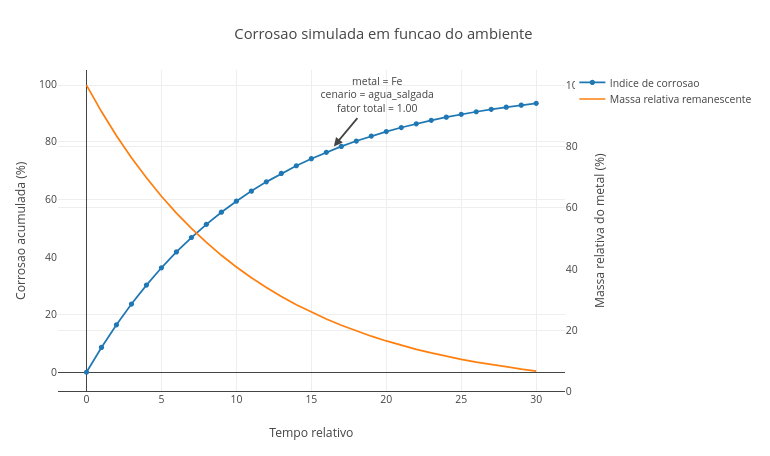 Corrosao simulada em funcao do ambiente
metal = Fe
cenario = agua_salgada
fator total = 1.00
Indice de corrosao
Massa relativa remanescente
Corrosao acumulada (%)
100
80
60
40
20
0
Massa relativa do metal (%)
80
60
40
20
0
0 5 10 15 20 25 30
Tempo relativo